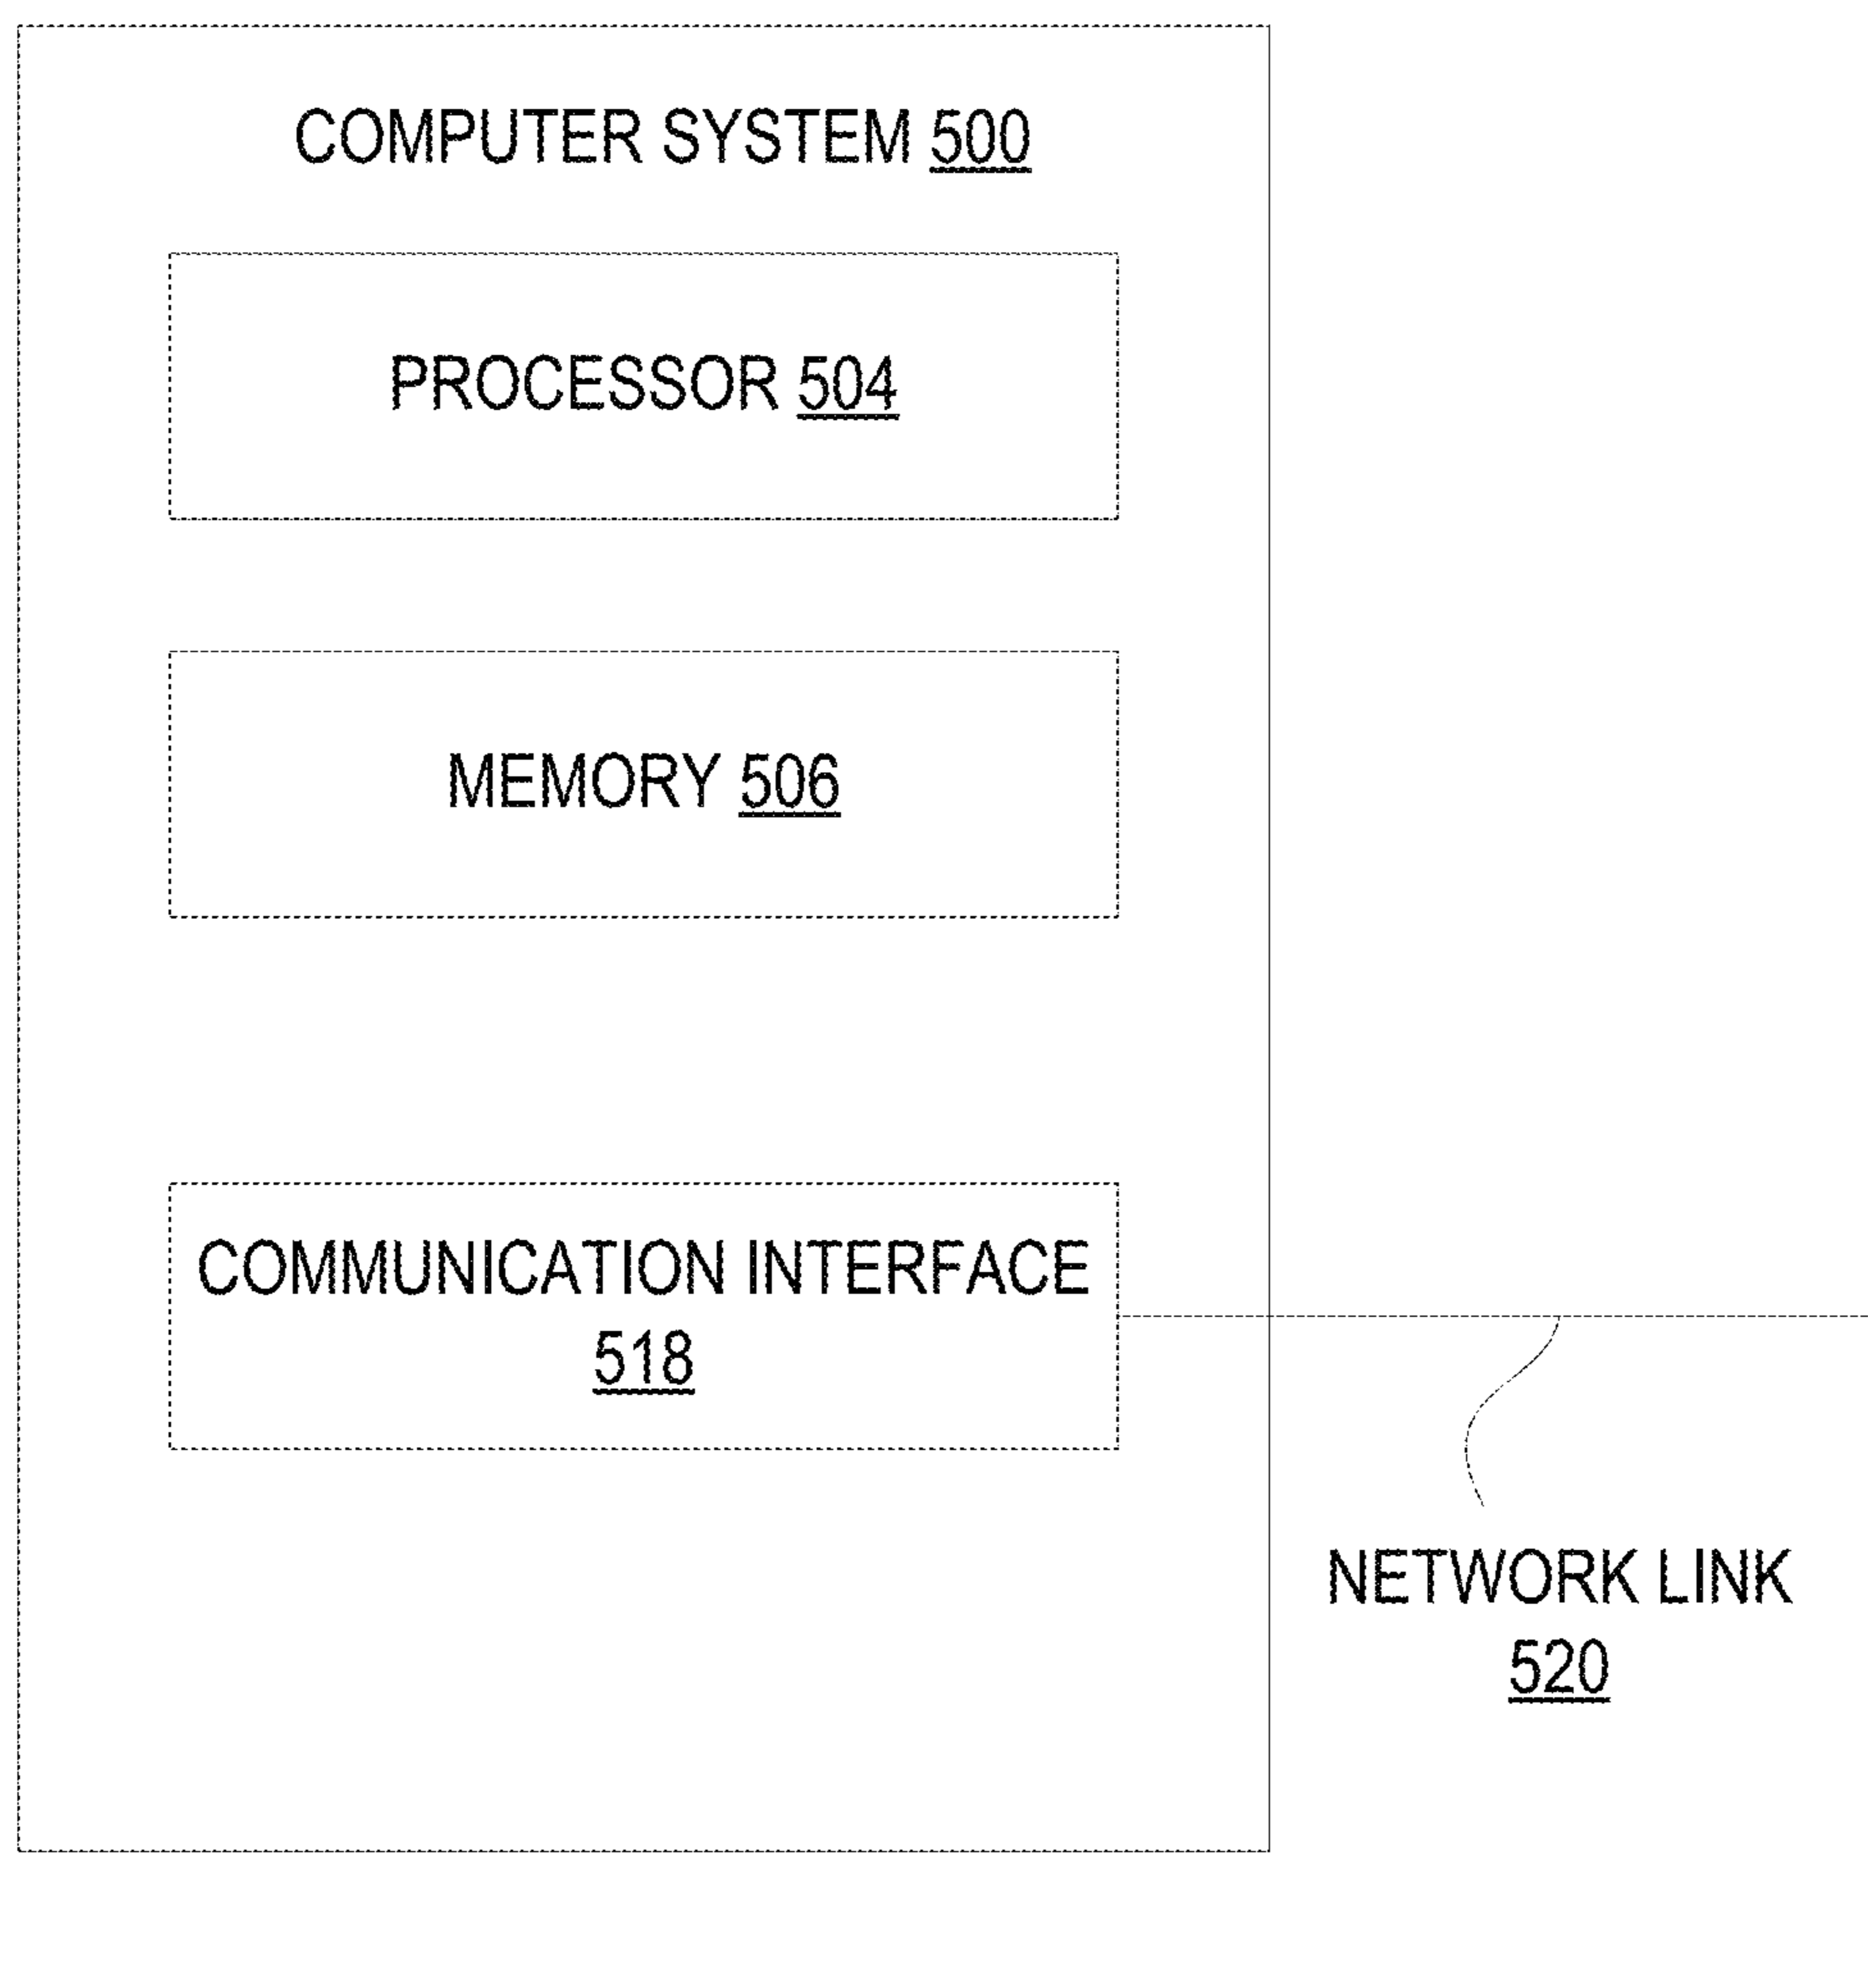 COMPUTER SYSTEM 500
PROCESSOR 504
MEMORY 506
COMMUNICATION INTERFACE
518
NETWORK LINK
520